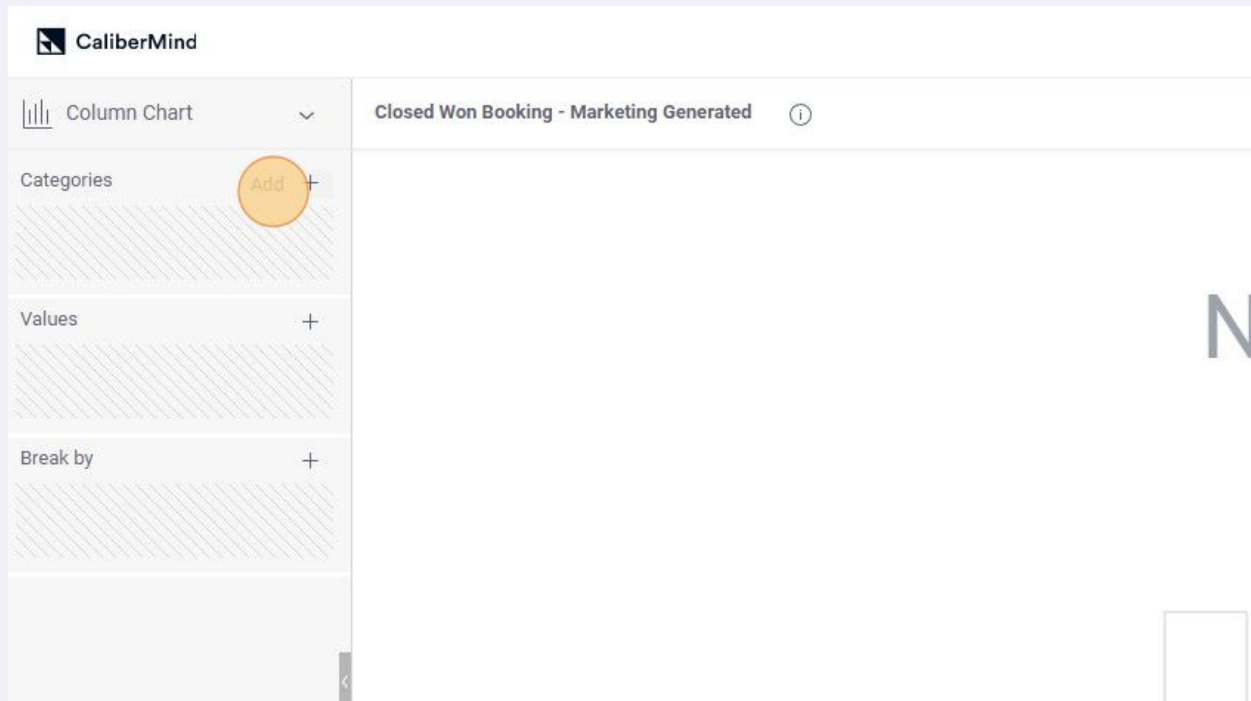 CaliberMind
Column Chart
Closed Won Booking - Marketing Generated
Categories
Add
Values
Break by
N